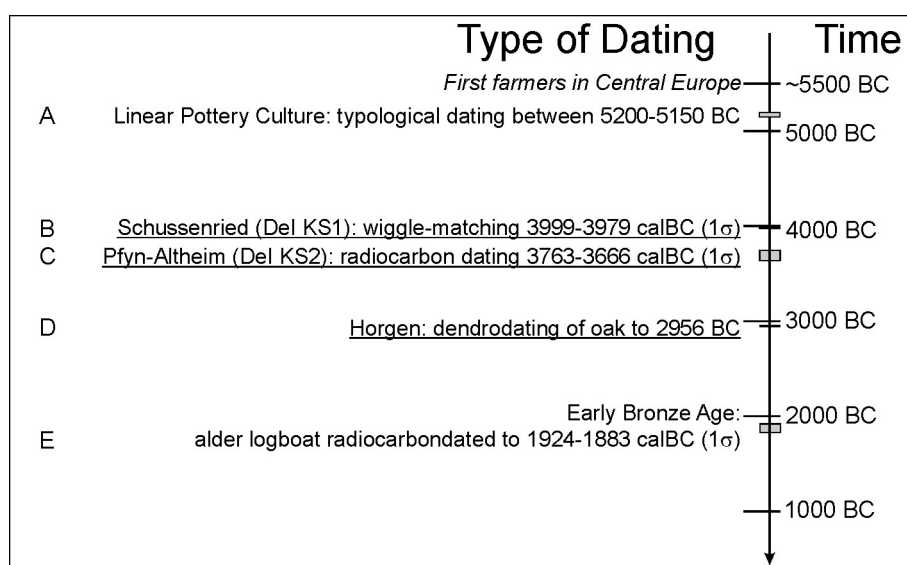 Type of Dating Time
First farmers in Central Europe ~5500 BC
A Linear Pottery Culture: typological dating between 5200-5150 BC
5000 BC
B Schussenried (Del KS1): wiggle-matching 3999-3979 calBC (1σ) 4000 BC
C Pfyn-Altheim (Del KS2): radiocarbon dating 3763-3666 calBC (1σ)
3000 BC
D Horgen: dendrodating of oak to 2956 BC
Early Bronze Age: 2000 BC
E alder logboat radiocarbondated to 1924-1883 calBC (1σ)
1000 BC